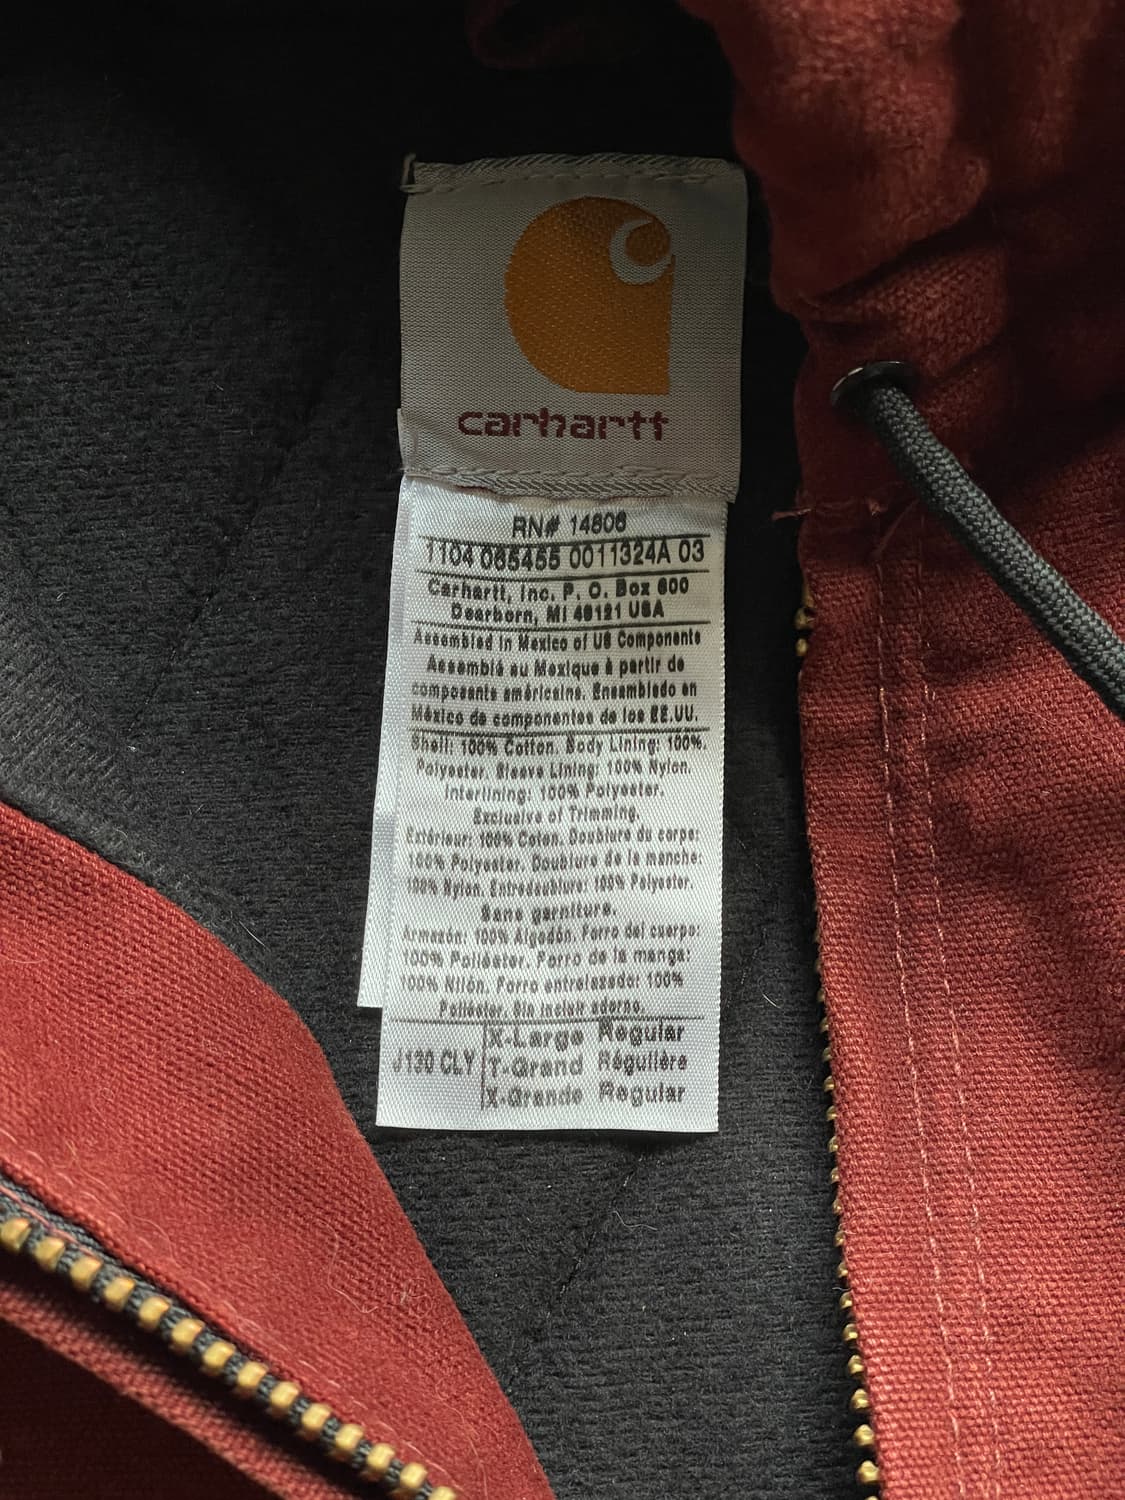 carhartt
RN# 14806
1104 065455 0011324A 03
Carhartt, Inc. P. O. Box 600
Dearborn, MI 48121 USA
Assembled in Mexico of US Components
Assemblé au Mexique à partir de
composants américains. Ensamblado en
México de componentes de los EE.UU.
Shell: 100% Cotton. Body Lining: 100%.
Polyester. Sleeve Lining: 100% Nylon.
Interlining: 100% Polyester.
Exclusive of Trimming.
Extérieur: 100% Coton. Doublure du corps:
100% Polyester. Doublure de la manche:
100% Nylon. Entredoublure: 100% Polyester.
Sans garniture.
Armazón: 100% Algodón. Forro del cuerpo:
100% Poliéster. Forro de la manga:
100% Nilón. Forro entrelazado: 100%
Poliéster. Sin incluir adorno.
J130 CLY
X-Large Regular
T-Grand Régulière
X-Grande Regular